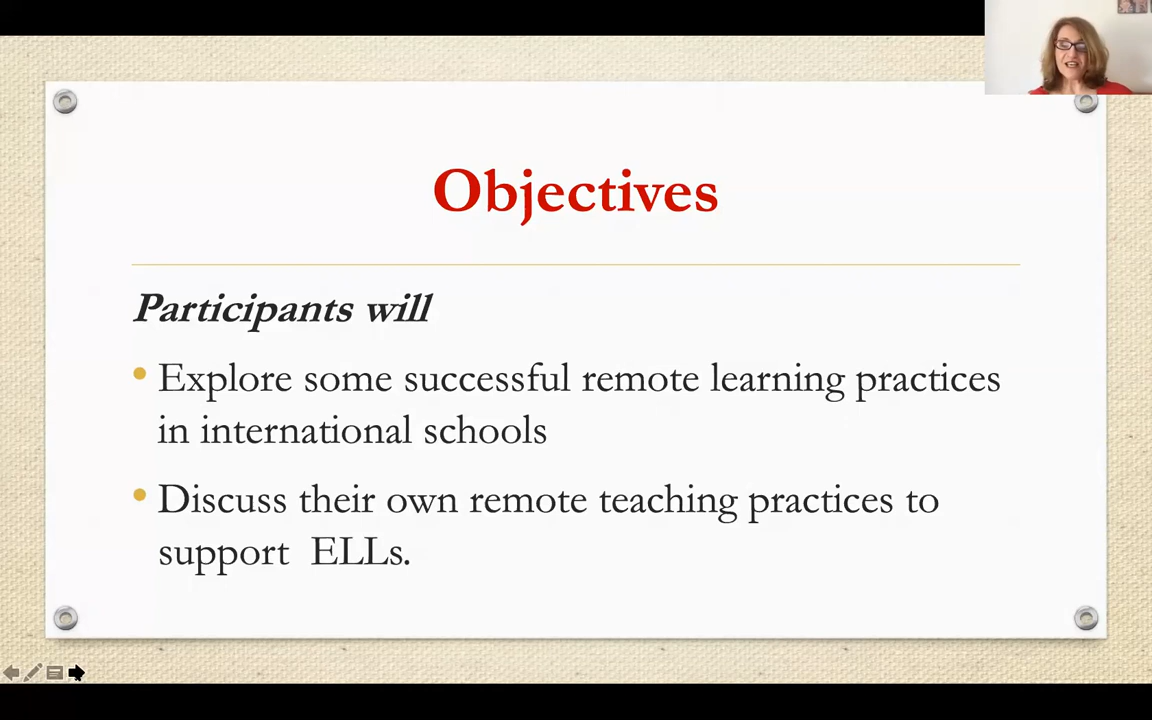 Objectives
Participants will
• Explore some successful remote learning practices
in international schools
• Discuss their own remote teaching practices to
support  ELLs.